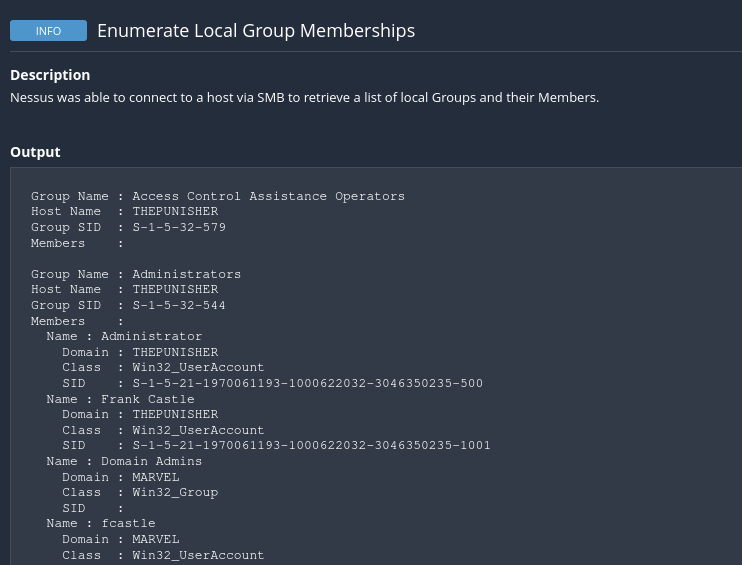 INFO Enumerate Local Group Memberships
Description
Nessus was able to connect to a host via SMB to retrieve a list of local Groups and their Members.
Output
Group Name : Access Control Assistance Operators
Host Name  : THEPUNISHER
Group SID  : S-1-5-32-579
Members    :
Group Name : Administrators
Host Name  : THEPUNISHER
Group SID  : S-1-5-32-544
Members    :
  Name : Administrator
    Domain : THEPUNISHER
    Class  : Win32_UserAccount
    SID    : S-1-5-21-1970061193-1000622032-3046350235-500
  Name : Frank Castle
    Domain : THEPUNISHER
    Class  : Win32_UserAccount
    SID    : S-1-5-21-1970061193-1000622032-3046350235-1001
  Name : Domain Admins
    Domain : MARVEL
    Class  : Win32_Group
    SID    :
  Name : fcastle
    Domain : MARVEL
    Class  : Win32_UserAccount